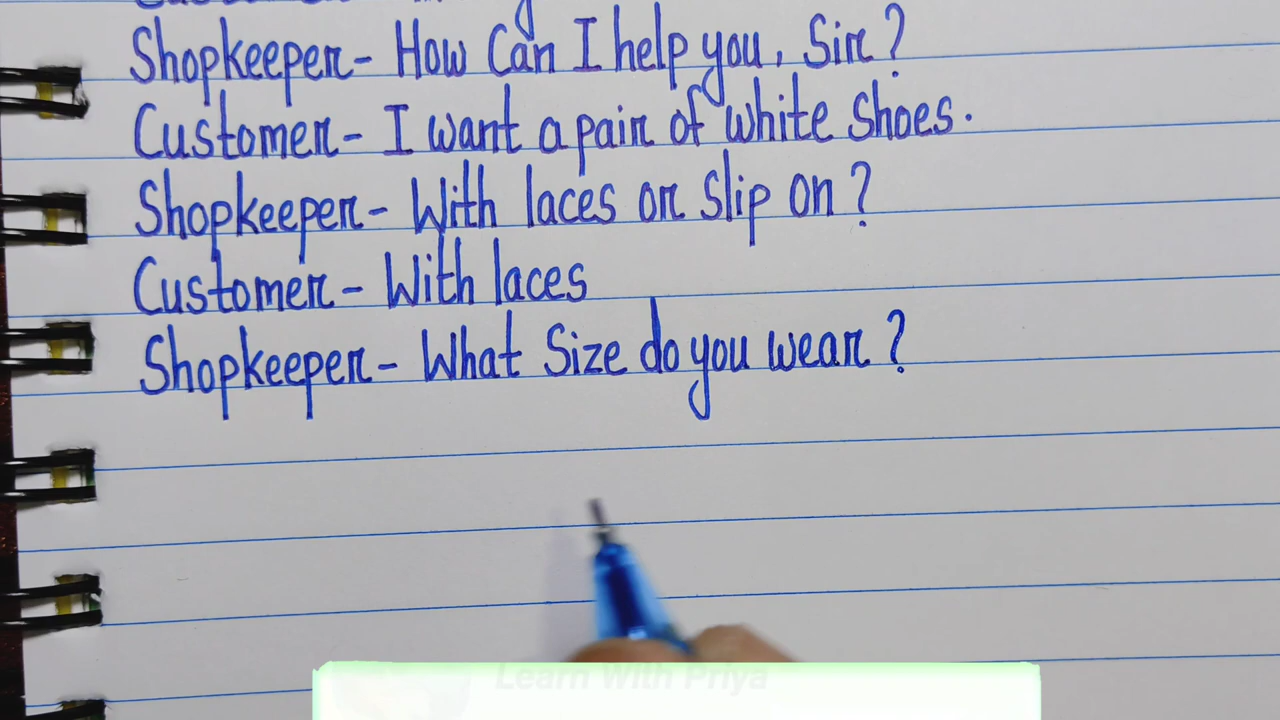 Shopkeeper- How Can I help you, Sir?
Customer- I want a pair of white shoes.
Shopkeeper- With laces or slip on?
Customer- With laces
Shopkeeper- What Size do you wear?
Learn With Priya